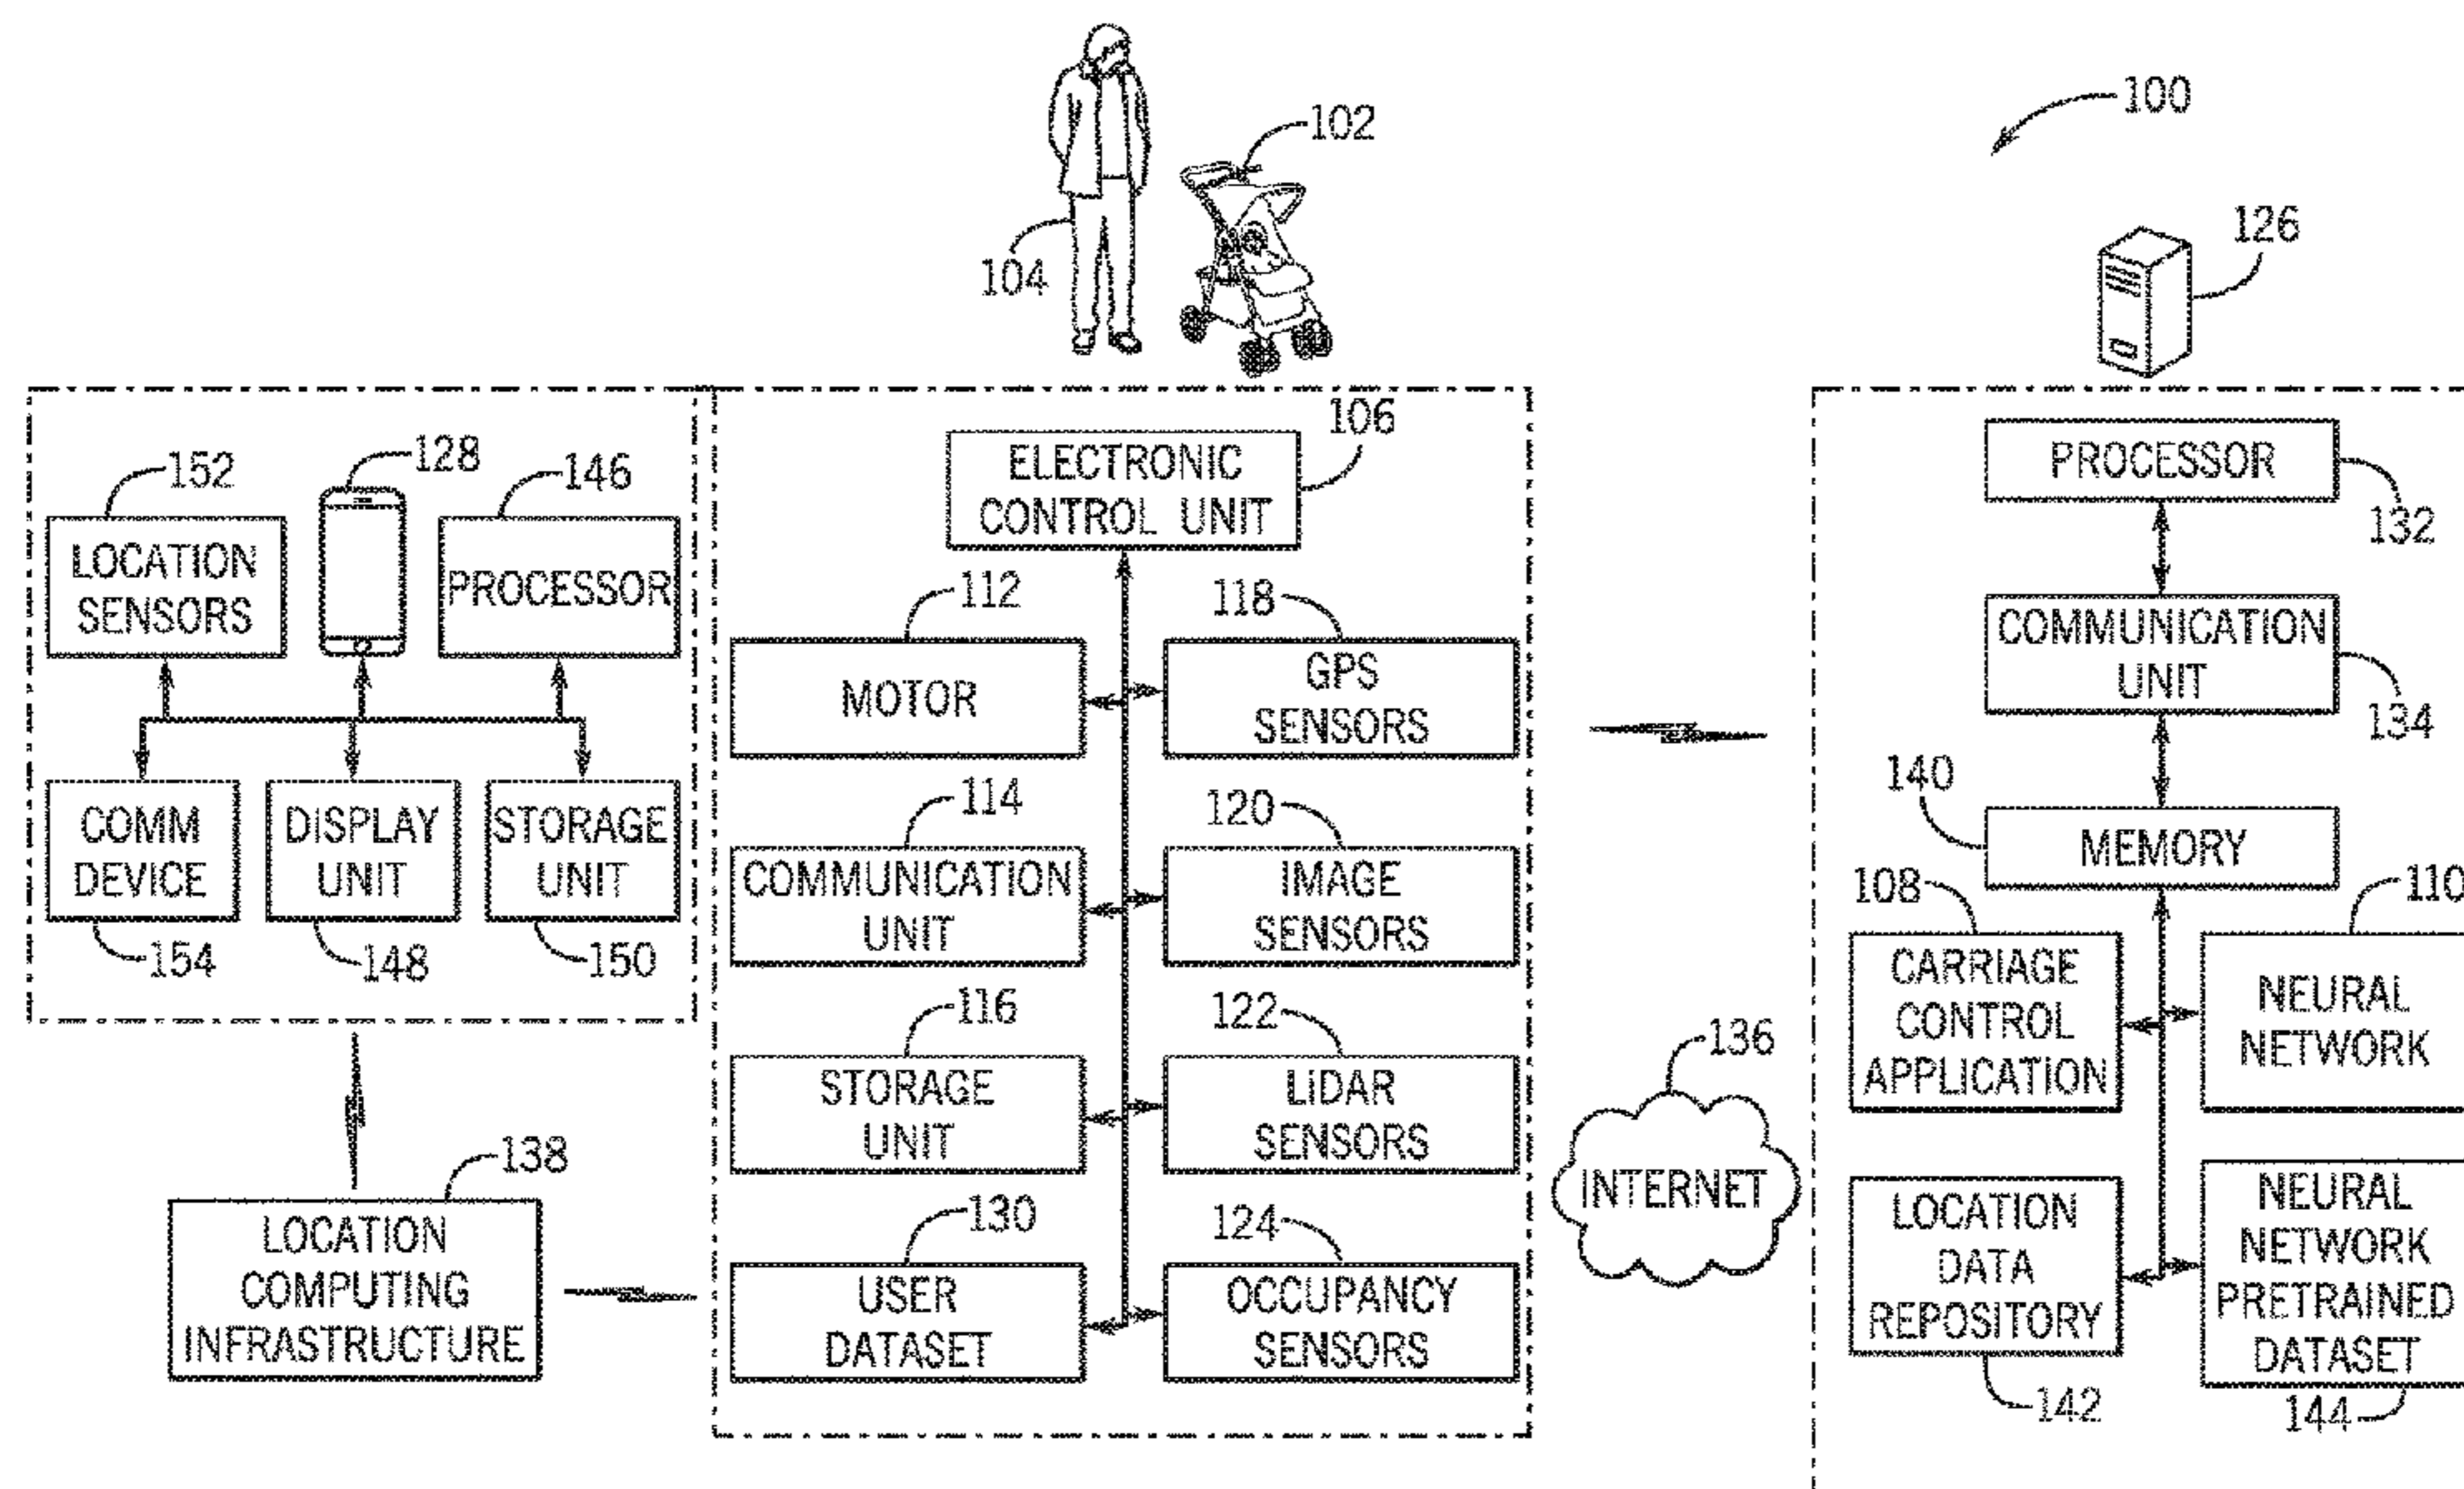 100
102
104
126
106
ELECTRONIC
CONTROL UNIT
152
LOCATION
SENSORS
128
146
PROCESSOR
COMM
DEVICE
154
DISPLAY
UNIT
148
STORAGE
UNIT
150
138
LOCATION
COMPUTING
INFRASTRUCTURE
112
MOTOR
118
GPS
SENSORS
114
COMMUNICATION
UNIT
120
IMAGE
SENSORS
116
STORAGE
UNIT
122
LiDAR
SENSORS
130
USER
DATASET
124
OCCUPANCY
SENSORS
136
INTERNET
PROCESSOR
132
COMMUNICATION
UNIT
134
140
MEMORY
108
CARRIAGE
CONTROL
APPLICATION
110
NEURAL
NETWORK
LOCATION
DATA
REPOSITORY
142
NEURAL
NETWORK
PRETRAINED
DATASET
144